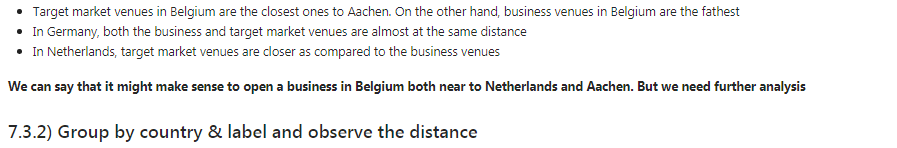 • Target market venues in Belgium are the closest ones to Aachen. On the other hand, business venues in Belgium are the fathest
• In Germany, both the business and target market venues are almost at the same distance
• In Netherlands, target market venues are closer as compared to the business venues
We can say that it might make sense to open a business in Belgium both near to Netherlands and Aachen. But we need further analysis
7.3.2) Group by country & label and observe the distance